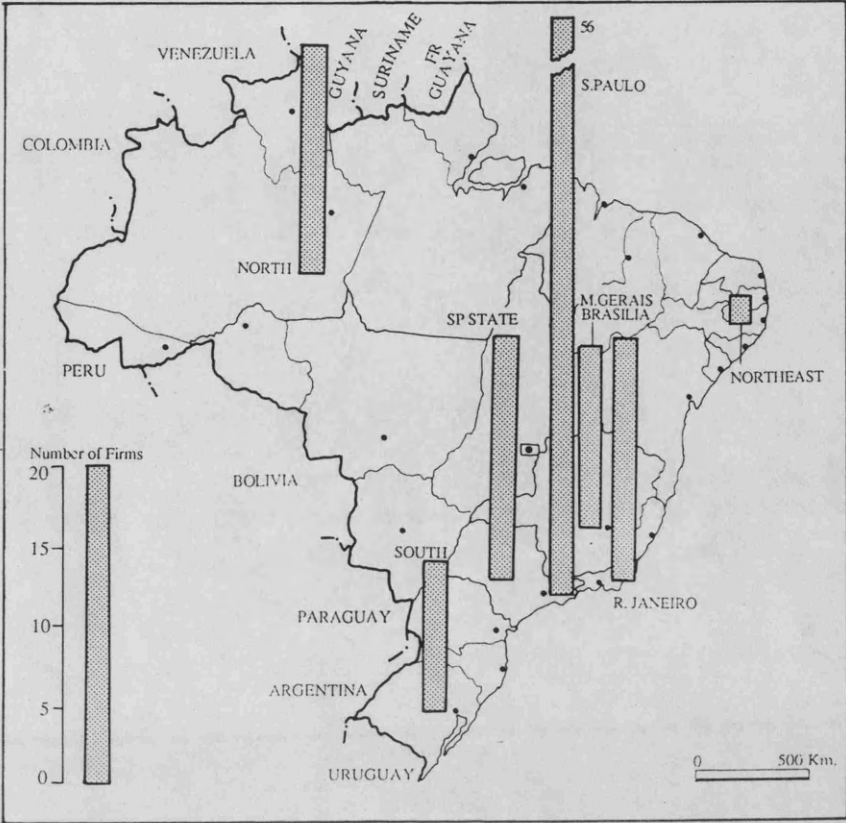 56
VENEZUELA
GUYANA
SURINAME
FR
GUAYANA
S.PAULO
COLOMBIA
NORTH
SP STATE
M.GERAIS
BRASILIA
PERU
NORTHEAST
Number of Firms
20
15
10
5
0
BOLIVIA
SOUTH
PARAGUAY
R. JANEIRO
ARGENTINA
URUGUAY
0 500 Km.